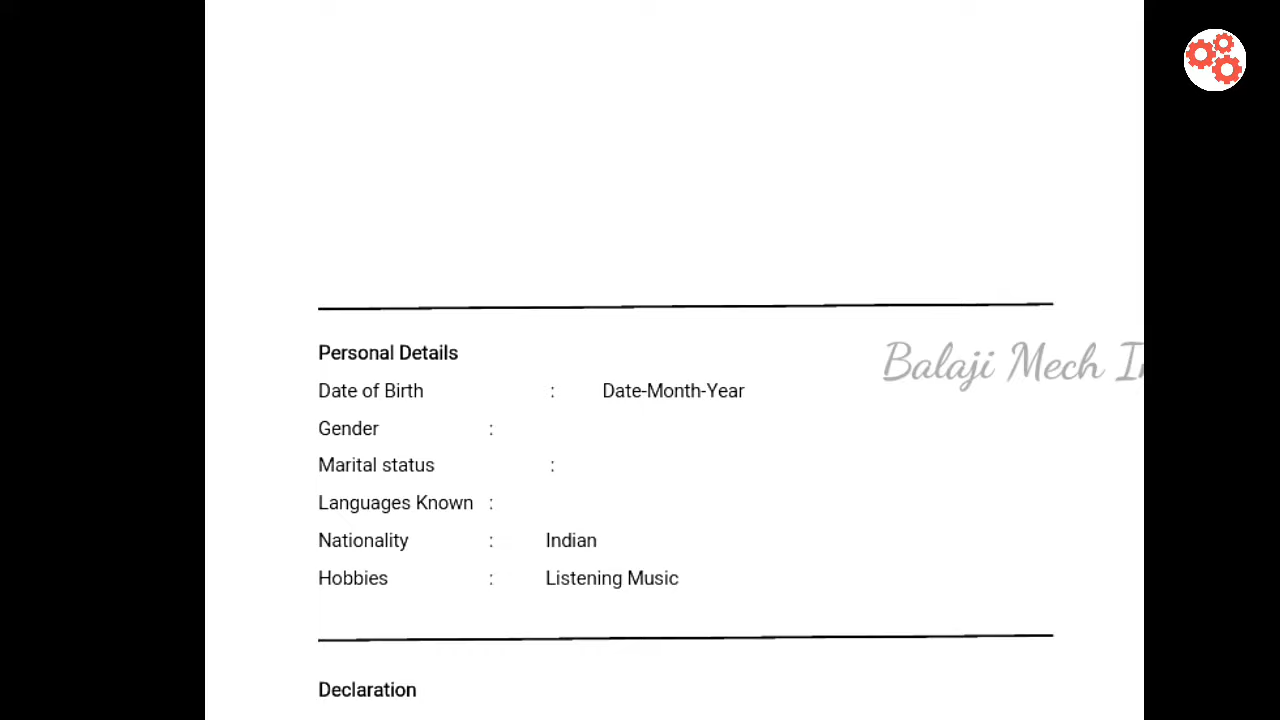 Personal Details
Balaji Mech
Date of Birth : Date-Month-Year
Gender :
Marital status :
Languages Known :
Nationality : Indian
Hobbies : Listening Music
Declaration